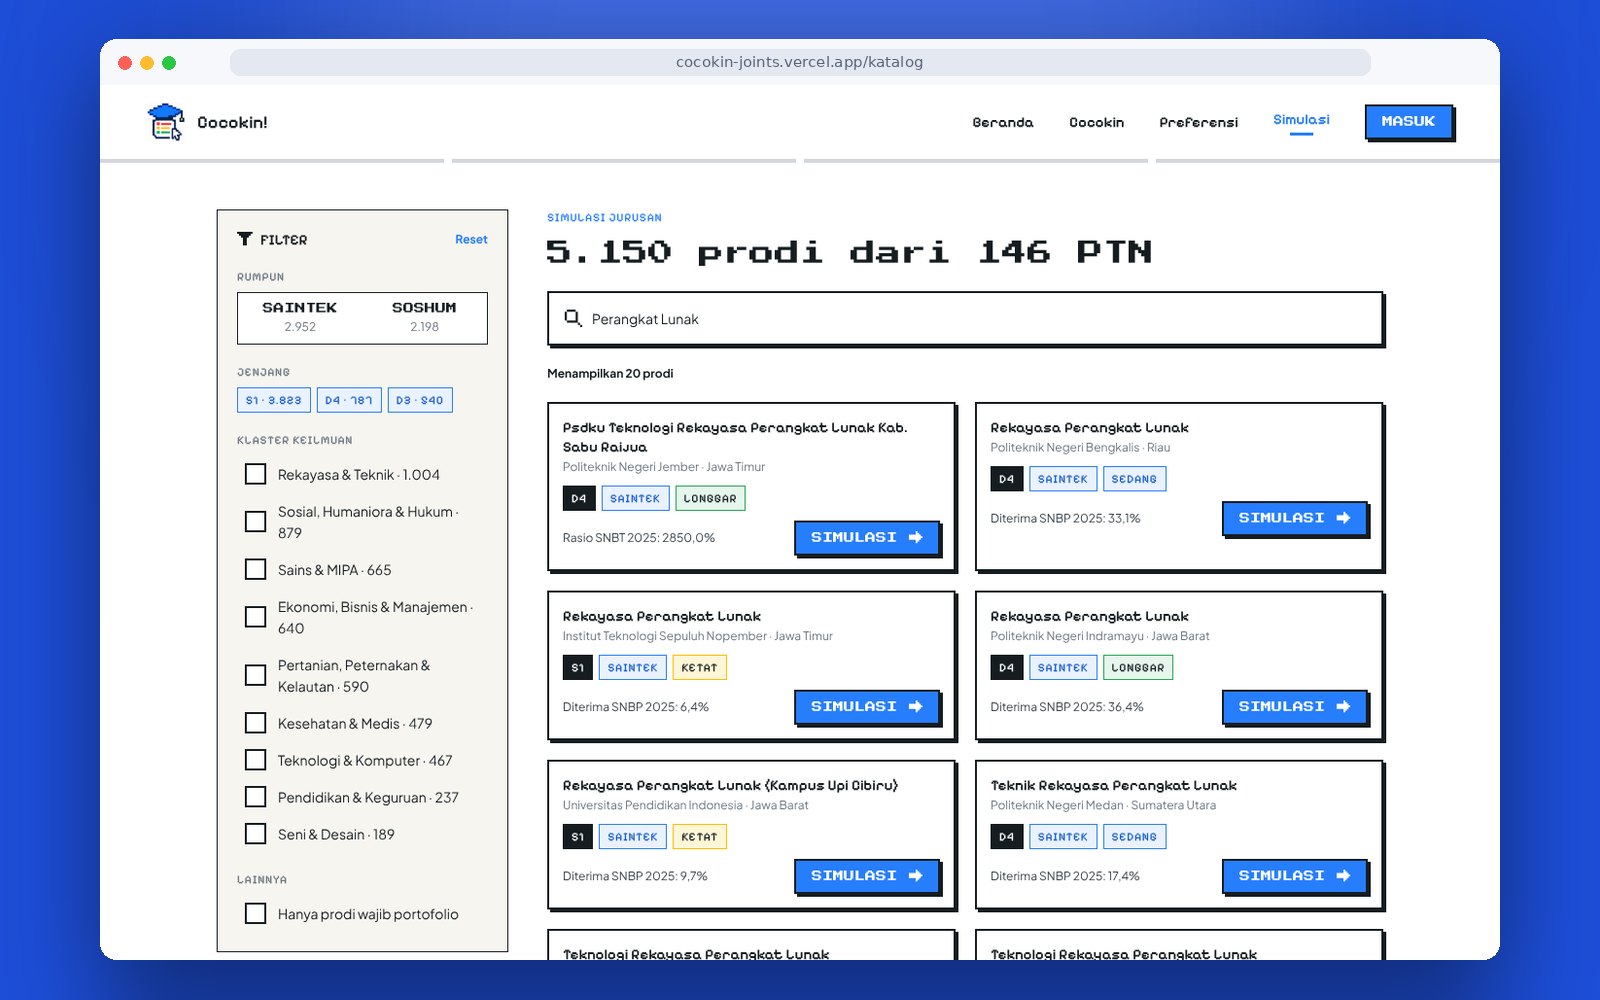 cocokin-joints.vercel.app/katalog
Cocokin!
Beranda
Cocokin
Preferensi
Simulasi
MASUK
FILTER
Reset
RUMPUN
SAINTEK
2.952
SOSHUM
2.198
JENJANG
S1 · 3.823
D4 · 787
D3 · 540
KLASTER KEILMUAN
Rekayasa & Teknik · 1.004
Sosial, Humaniora & Hukum ·
879
Sains & MIPA · 665
Ekonomi, Bisnis & Manajemen ·
640
Pertanian, Peternakan &
Kelautan · 590
Kesehatan & Medis · 479
Teknologi & Komputer · 467
Pendidikan & Keguruan · 237
Seni & Desain · 189
LAINNYA
Hanya prodi wajib portofolio
SIMULASI JURUSAN
5.150 prodi dari 146 PTN
Perangkat Lunak
Menampilkan 20 prodi
Psdku Teknologi Rekayasa Perangkat Lunak Kab.
Sabu Raijua
Politeknik Negeri Jember · Jawa Timur
D4
SAINTEK
LONGGAR
Rasio SNBT 2025: 2850,0%
SIMULASI
Rekayasa Perangkat Lunak
Politeknik Negeri Bengkalis · Riau
D4
SAINTEK
SEDANG
Diterima SNBP 2025: 33,1%
SIMULASI
Rekayasa Perangkat Lunak
Institut Teknologi Sepuluh Nopember · Jawa Timur
S1
SAINTEK
KETAT
Diterima SNBP 2025: 6,4%
SIMULASI
Rekayasa Perangkat Lunak
Politeknik Negeri Indramayu · Jawa Barat
D4
SAINTEK
LONGGAR
Diterima SNBP 2025: 36,4%
SIMULASI
Rekayasa Perangkat Lunak (Kampus Upi Cibiru)
Universitas Pendidikan Indonesia · Jawa Barat
S1
SAINTEK
KETAT
Diterima SNBP 2025: 9,7%
SIMULASI
Teknik Rekayasa Perangkat Lunak
Politeknik Negeri Medan · Sumatera Utara
D4
SAINTEK
SEDANG
Diterima SNBP 2025: 17,4%
SIMULASI
Teknologi Rekayasa Perangkat Lunak
Teknologi Rekayasa Perangkat Lunak